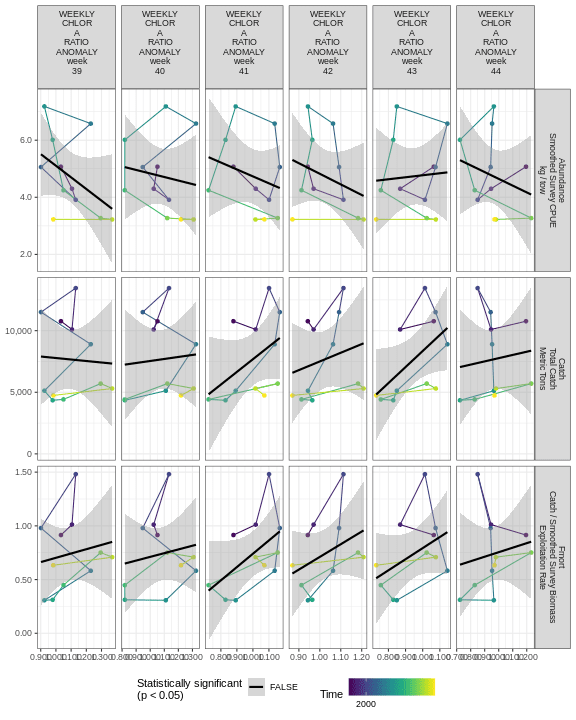 WEEKLY
CHLOR
A
RATIO
ANOMALY
week
39
WEEKLY
CHLOR
A
RATIO
ANOMALY
week
40
WEEKLY
CHLOR
A
RATIO
ANOMALY
week
41
WEEKLY
CHLOR
A
RATIO
ANOMALY
week
42
WEEKLY
CHLOR
A
RATIO
ANOMALY
week
43
WEEKLY
CHLOR
A
RATIO
ANOMALY
week
44
6.0
4.0
2.0
Abundance
Smoothed Survey CPUE
kg / tow
10,000
5,000
0
Catch
Total Catch
Metric Tons
1.50
1.00
0.50
0.00
Fmort
Catch / Smoothed Survey Biomass
Exploitation Rate
0.90 1.00 1.20
Statistically significant
(p < 0.05)
FALSE
Time
2000